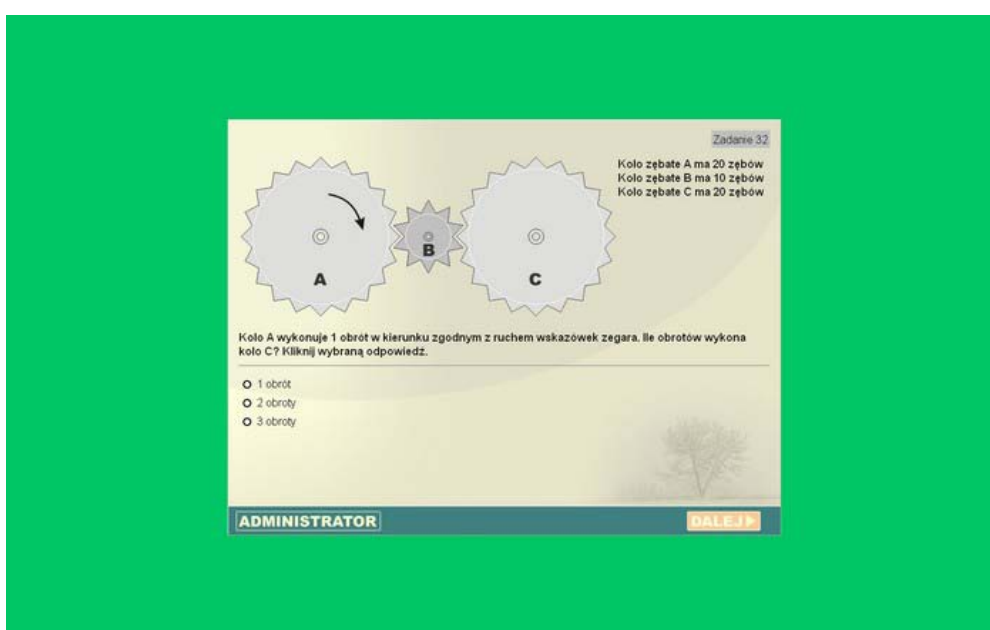 Zadanie 32
Koło zębate A ma 20 zębów
Koło zębate B ma 10 zębów
Koło zębate C ma 20 zębów
A
B
C
Koło A wykonuje 1 obrót w kierunku zgodnym z ruchem wskazówek zegara. Ile obrotów wykona
koło C? Kliknij wybraną odpowiedź.
1 obrót
2 obroty
3 obroty
ADMINISTRATOR
DALEJ